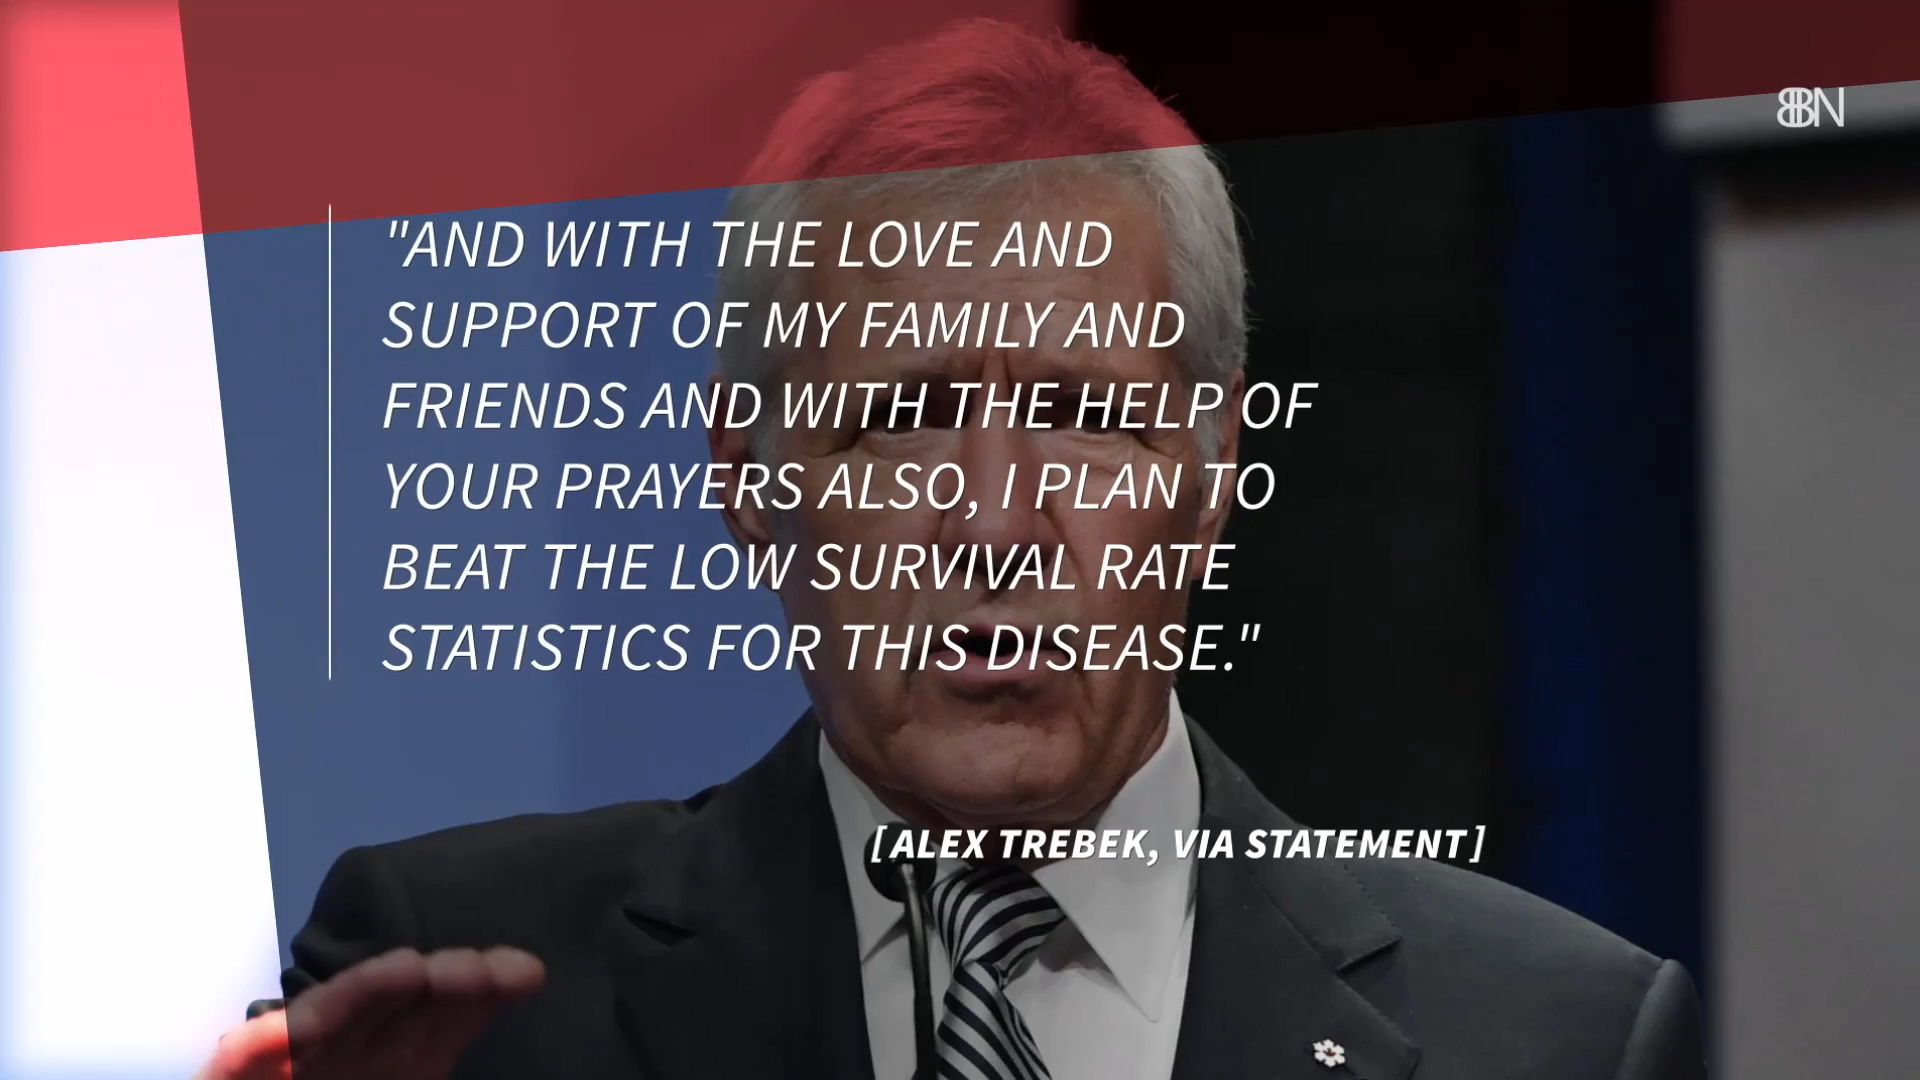 BBN
"AND WITH THE LOVE AND
SUPPORT OF MY FAMILY AND
FRIENDS AND WITH THE HELP OF
YOUR PRAYERS ALSO, I PLAN TO
BEAT THE LOW SURVIVAL RATE
STATISTICS FOR THIS DISEASE."
[ALEX TREBEK, VIA STATEMENT]